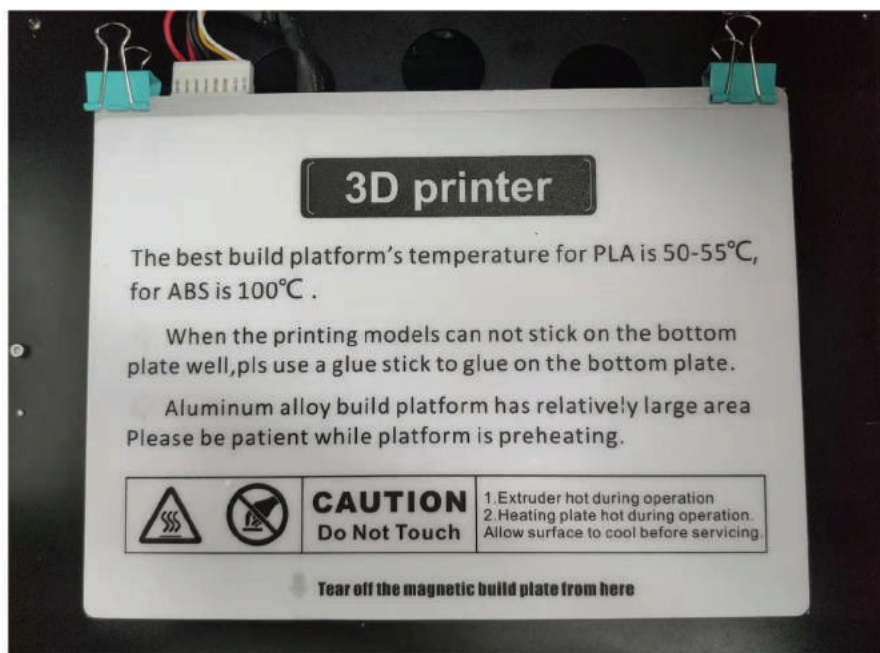 3D printer
The best build platform's temperature for PLA is 50-55℃,
for ABS is 100℃ .
When the printing models can not stick on the bottom
plate well,pls use a glue stick to glue on the bottom plate.
Aluminum alloy build platform has relatively large area
Please be patient while platform is preheating.
CAUTION
Do Not Touch
1.Extruder hot during operation
2.Heating plate hot during operation.
Allow surface to cool before servicing.
Tear off the magnetic build plate from here